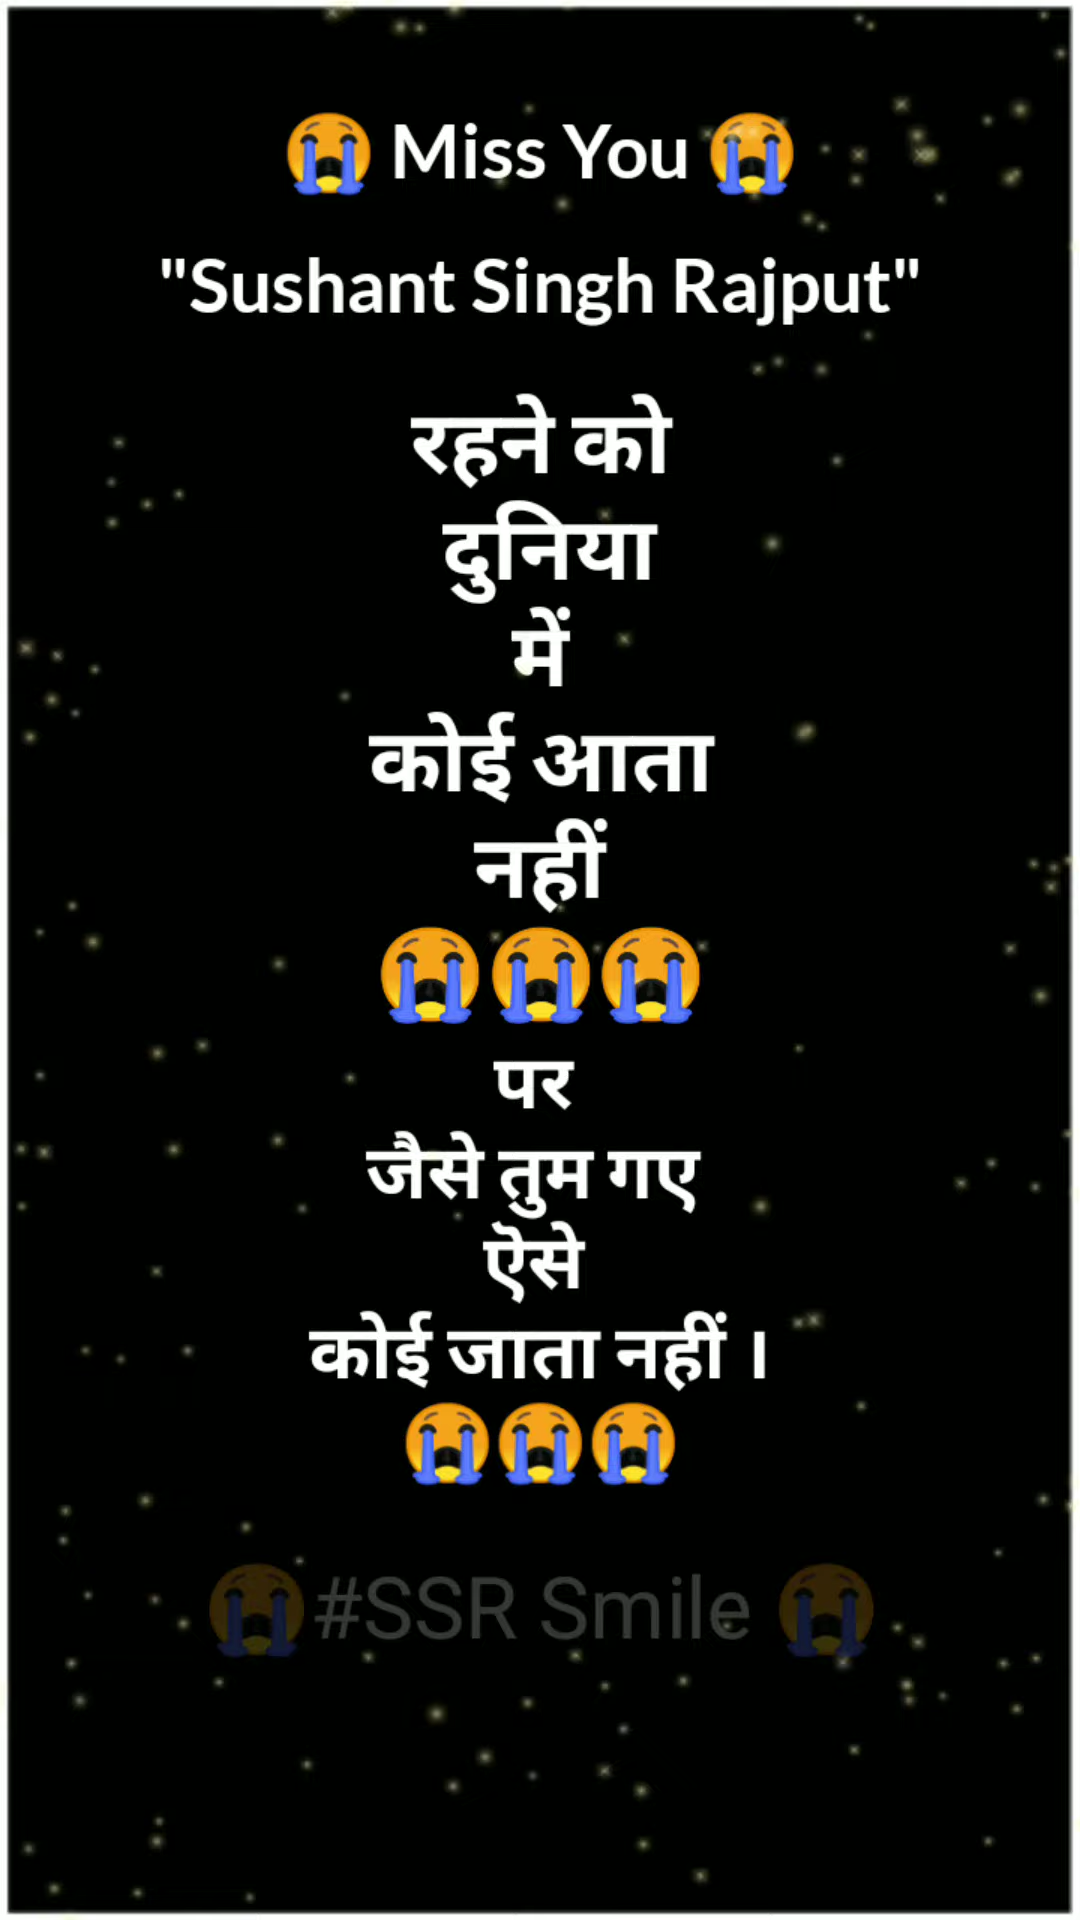 😭 Miss You 😭
"Sushant Singh Rajput"
रहने को
दुनिया
में
कोई आता
नहीं
😭😭😭
पर
जैसे तुम गए
ऐसे
कोई जाता नहीं ।
😭😭😭
😭#SSR Smile 😭